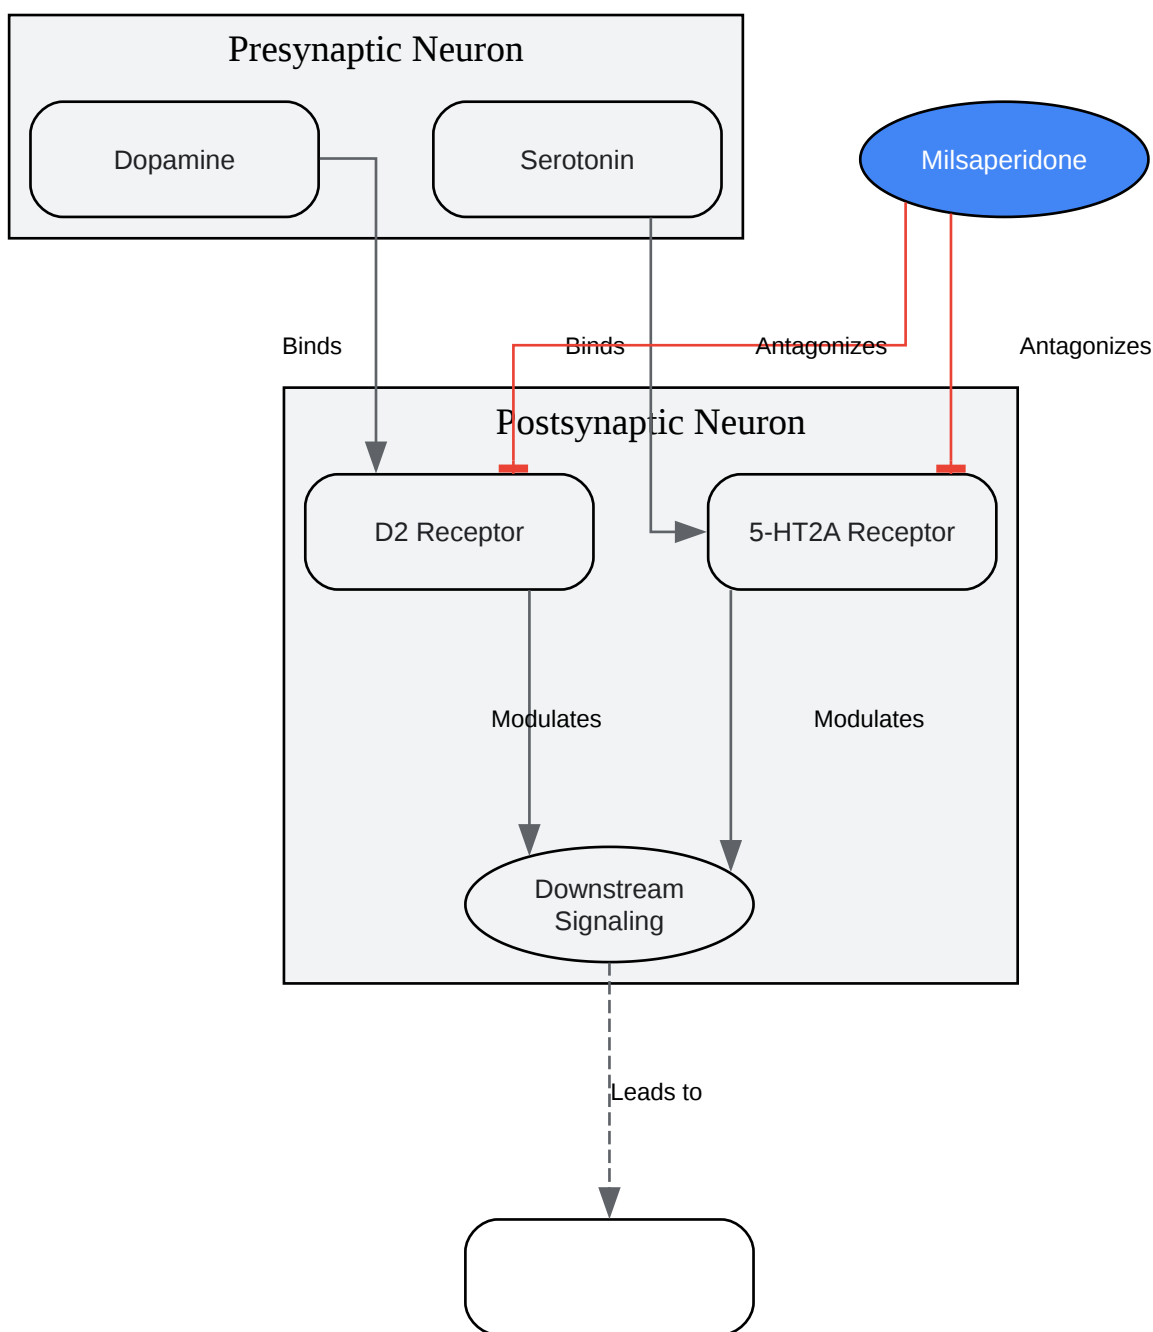 Presynaptic Neuron
Dopamine
Serotonin
Milsaperidone
Binds
Binds
Antagonizes
Antagonizes
Postsynaptic Neuron
D2 Receptor
5-HT2A Receptor
Modulates
Modulates
Downstream
Signaling
Leads to